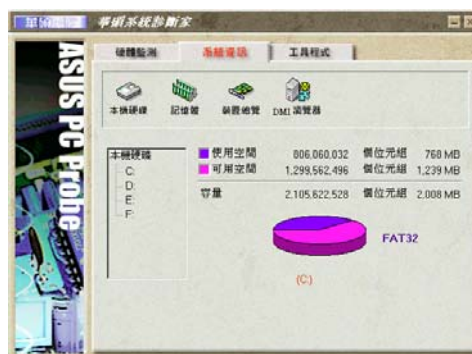 華碩系統診斷家
硬體監測 系統資訊 工具程式
ASUS PC Probe
本機硬碟 記憶體 裝置總覽 DMI 瀏覽器
本機硬碟
C:
D:
E:
F:
使用空間 806,060,032 個位元組 768 MB
可用空間 1,299,562,496 個位元組 1,239 MB
容量 2,105,622,528 個位元組 2,008 MB
FAT32
(C:)